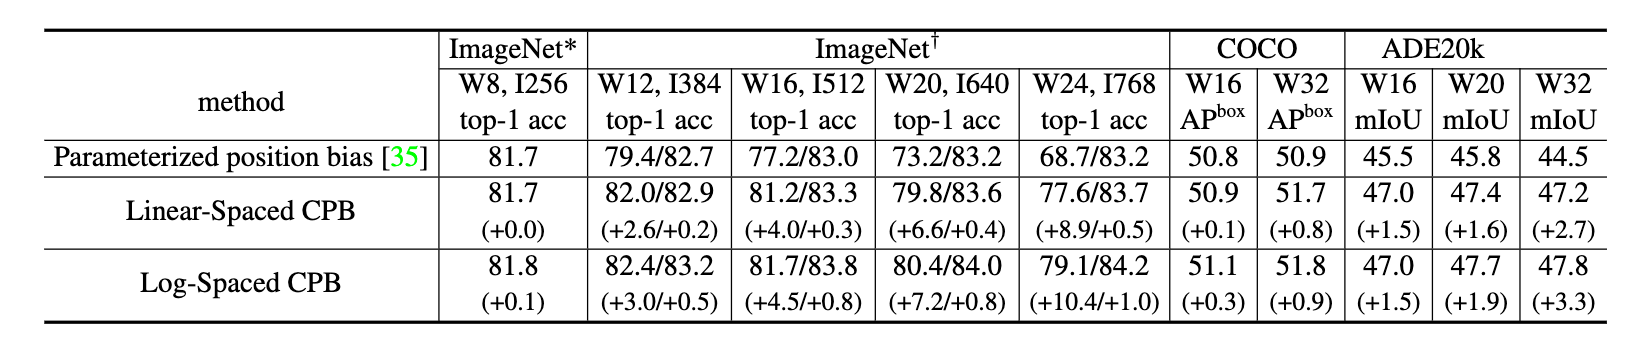 ImageNet* ImageNet† COCO ADE20k
method W8, I256 W12, I384 W16, I512 W20, I640 W24, I768 W16 W32 W16 W20 W32
top-1 acc top-1 acc top-1 acc top-1 acc top-1 acc APbox APbox mIoU mIoU mIoU
Parameterized position bias [35] 81.7 79.4/82.7 77.2/83.0 73.2/83.2 68.7/83.2 50.8 50.9 45.5 45.8 44.5
Linear-Spaced CPB 81.7 82.0/82.9 81.2/83.3 79.8/83.6 77.6/83.7 50.9 51.7 47.0 47.4 47.2
(+0.0) (+2.6/+0.2) (+4.0/+0.3) (+6.6/+0.4) (+8.9/+0.5) (+0.1) (+0.8) (+1.5) (+1.6) (+2.7)
Log-Spaced CPB 81.8 82.4/83.2 81.7/83.8 80.4/84.0 79.1/84.2 51.1 51.8 47.0 47.7 47.8
(+0.1) (+3.0/+0.5) (+4.5/+0.8) (+7.2/+0.8) (+10.4/+1.0) (+0.3) (+0.9) (+1.5) (+1.9) (+3.3)